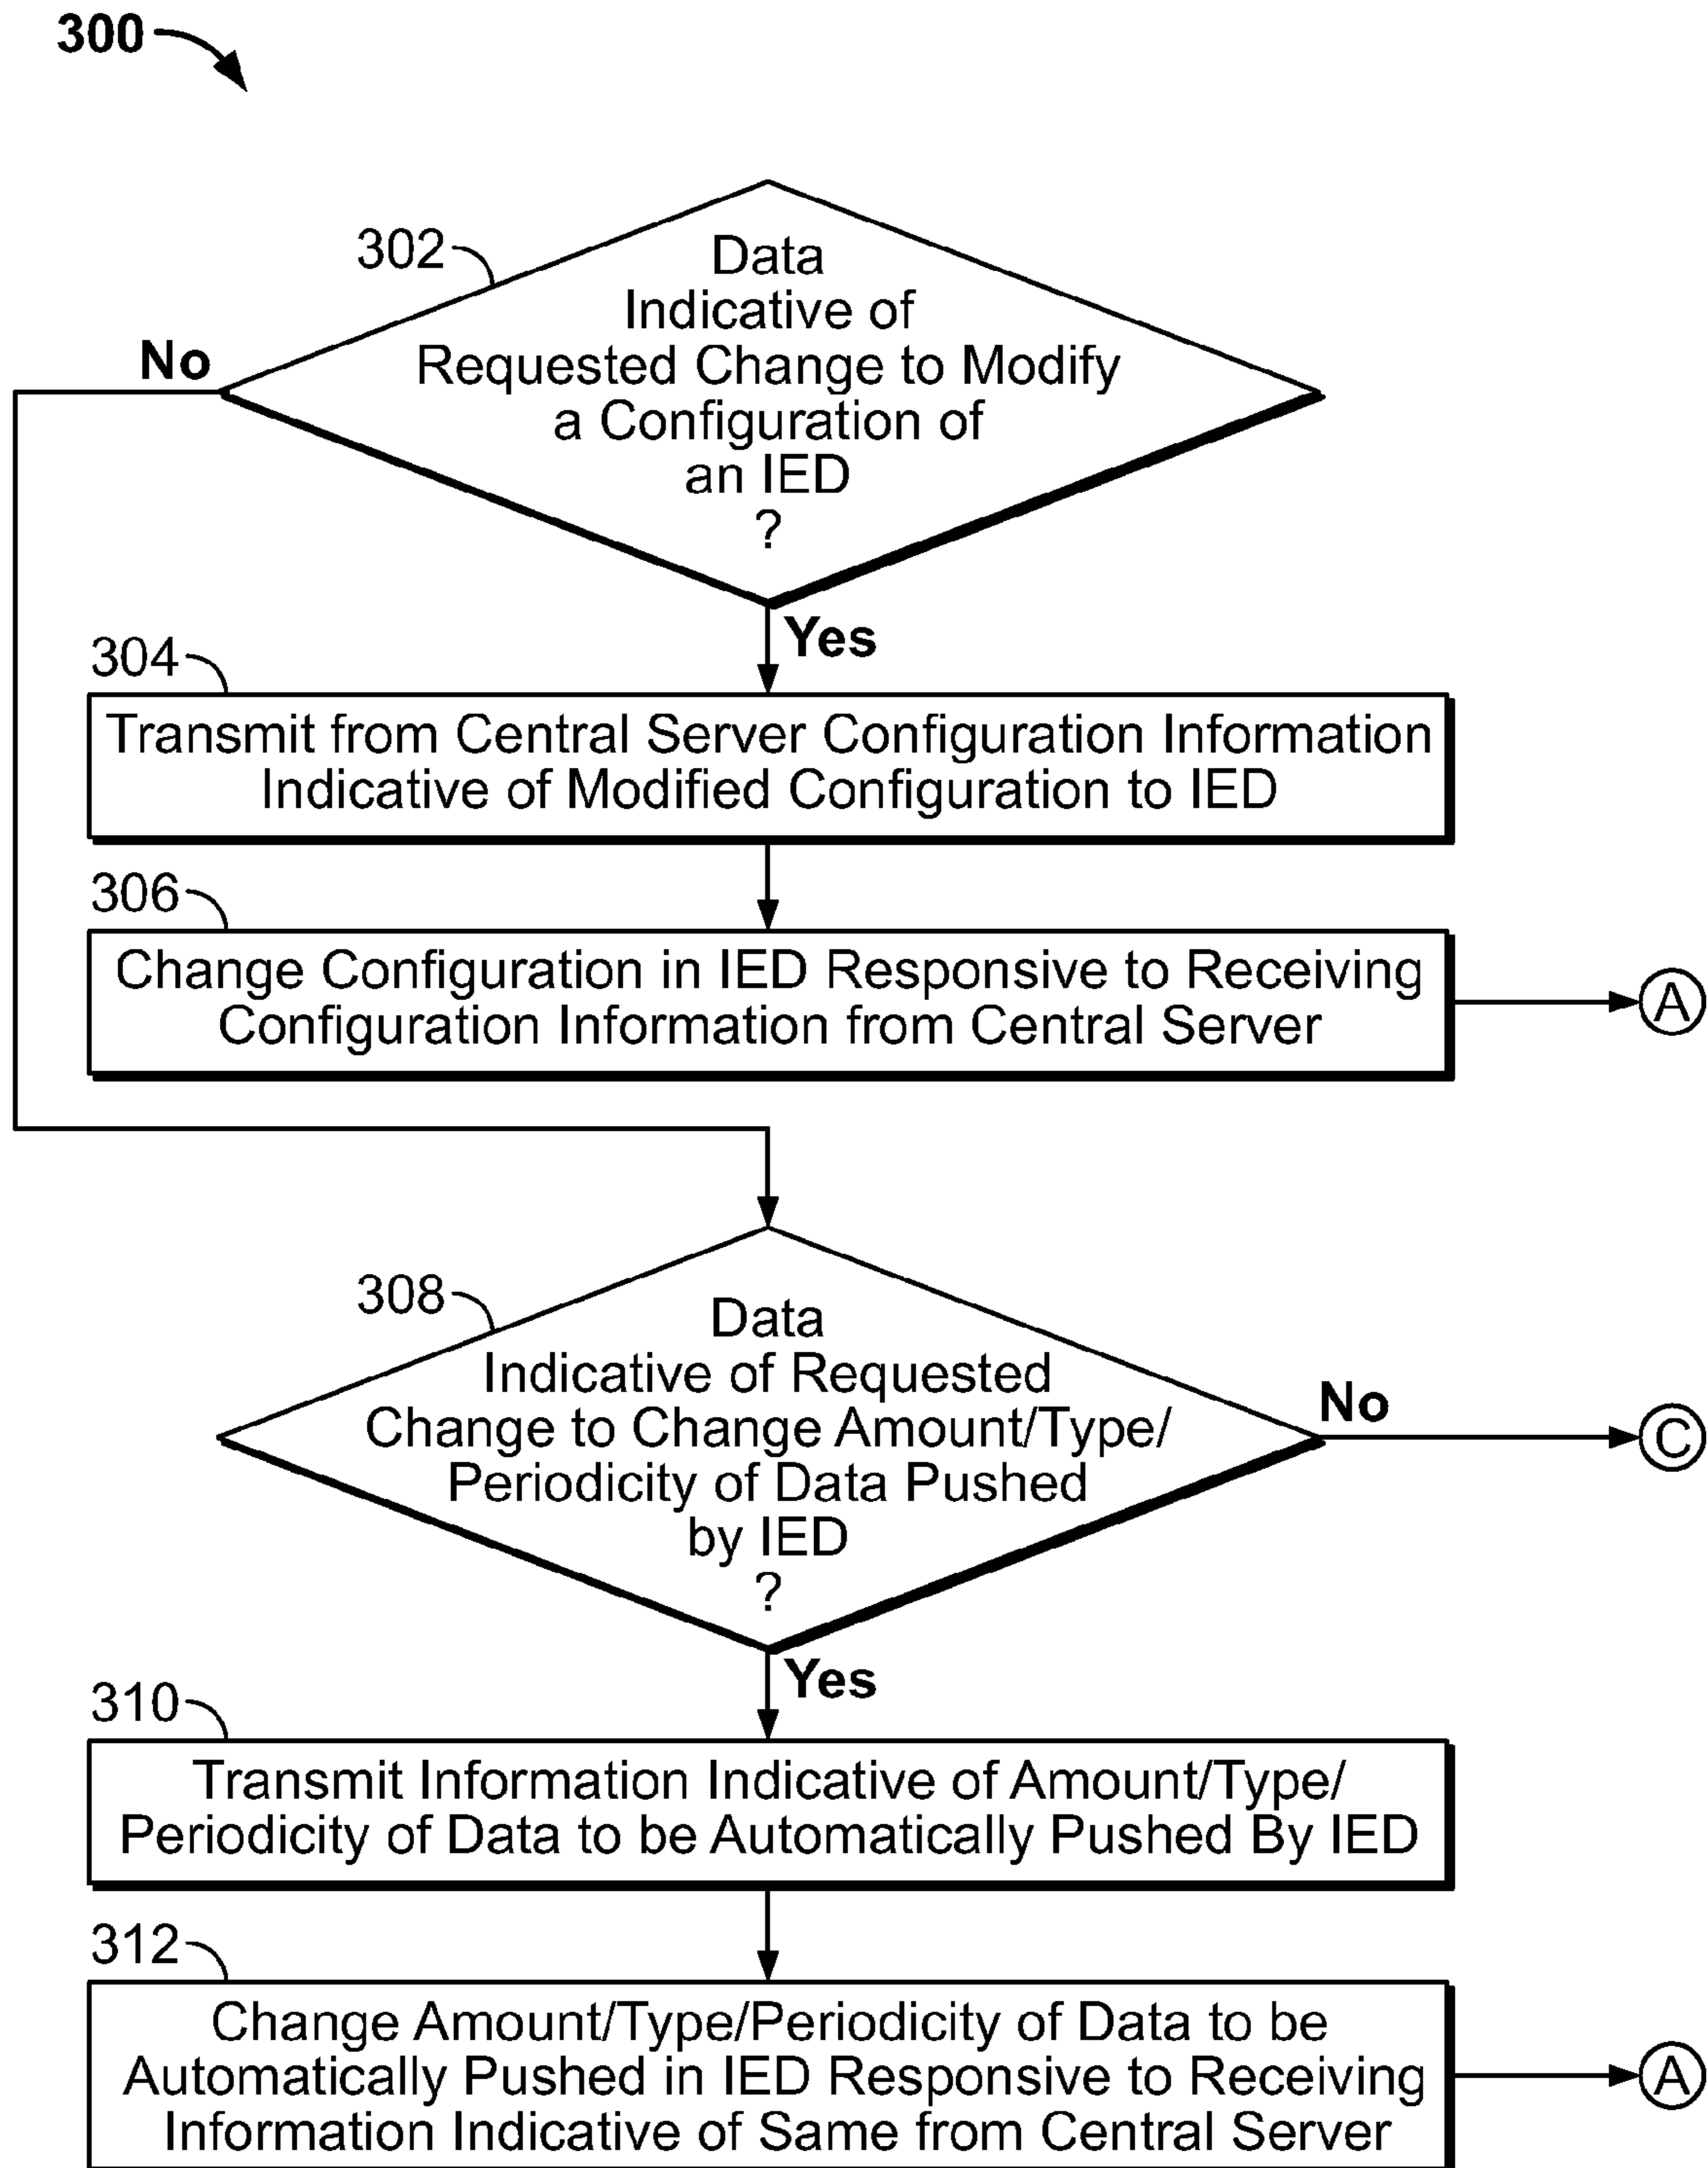 300
302
Data
Indicative of
Requested Change to Modify
a Configuration of
an IED
?
No
Yes
304
Transmit from Central Server Configuration Information
Indicative of Modified Configuration to IED
306
Change Configuration in IED Responsive to Receiving
Configuration Information from Central Server
A
308
Data
Indicative of Requested
Change to Change Amount/Type/
Periodicity of Data Pushed
by IED
?
No
C
Yes
310
Transmit Information Indicative of Amount/Type/
Periodicity of Data to be Automatically Pushed By IED
312
Change Amount/Type/Periodicity of Data to be
Automatically Pushed in IED Responsive to Receiving
Information Indicative of Same from Central Server
A